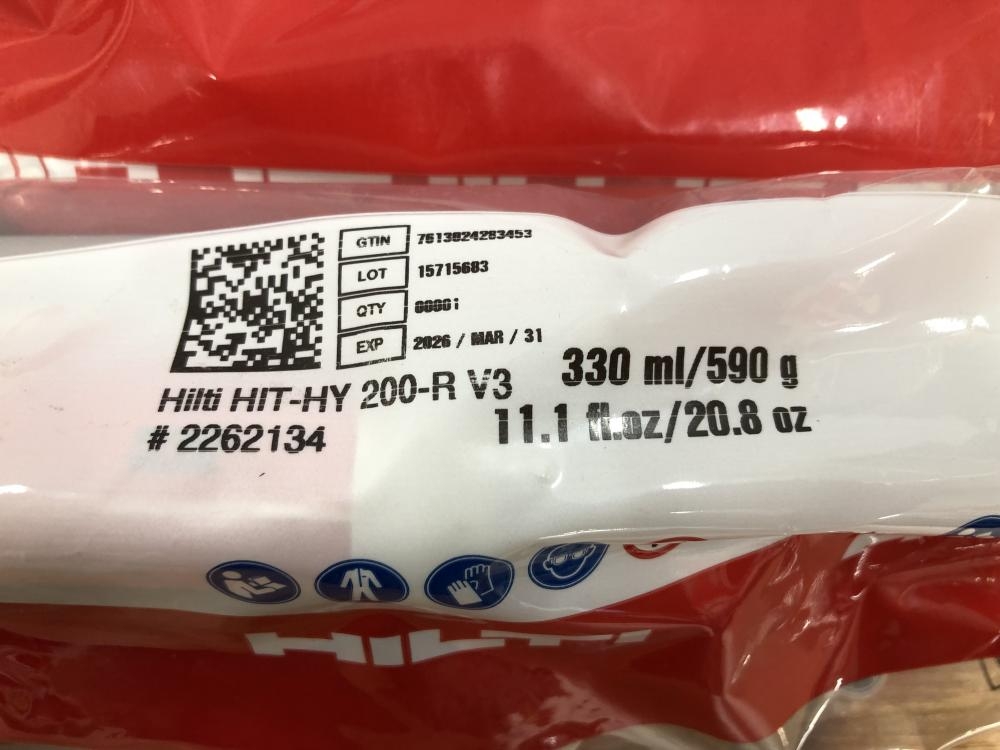 GTIN 7613024283453
LOT 15715683
QTY 00001
EXP 2026 / MAR / 31
Hilti HIT-HY 200-R V3
# 2262134
330 ml/590 g
11.1 fl.oz/20.8 oz
HILTI